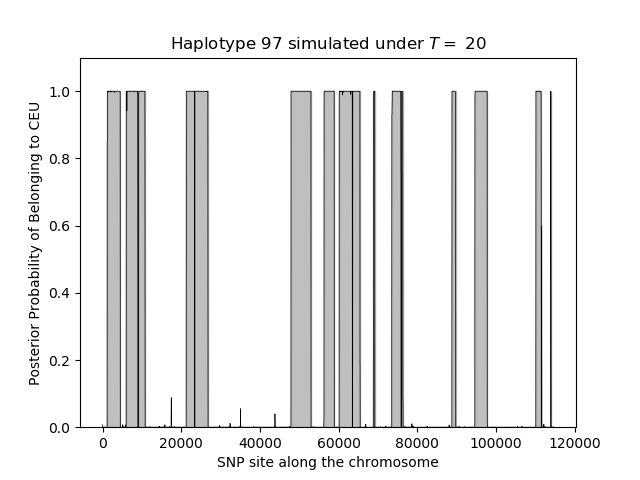 Haplotype 97 simulated under T = 20
Posterior Probability of Belonging to CEU
1.0
0.8
0.6
0.4
0.2
0.0
0 20000 40000 60000 80000 100000 120000
SNP site along the chromosome